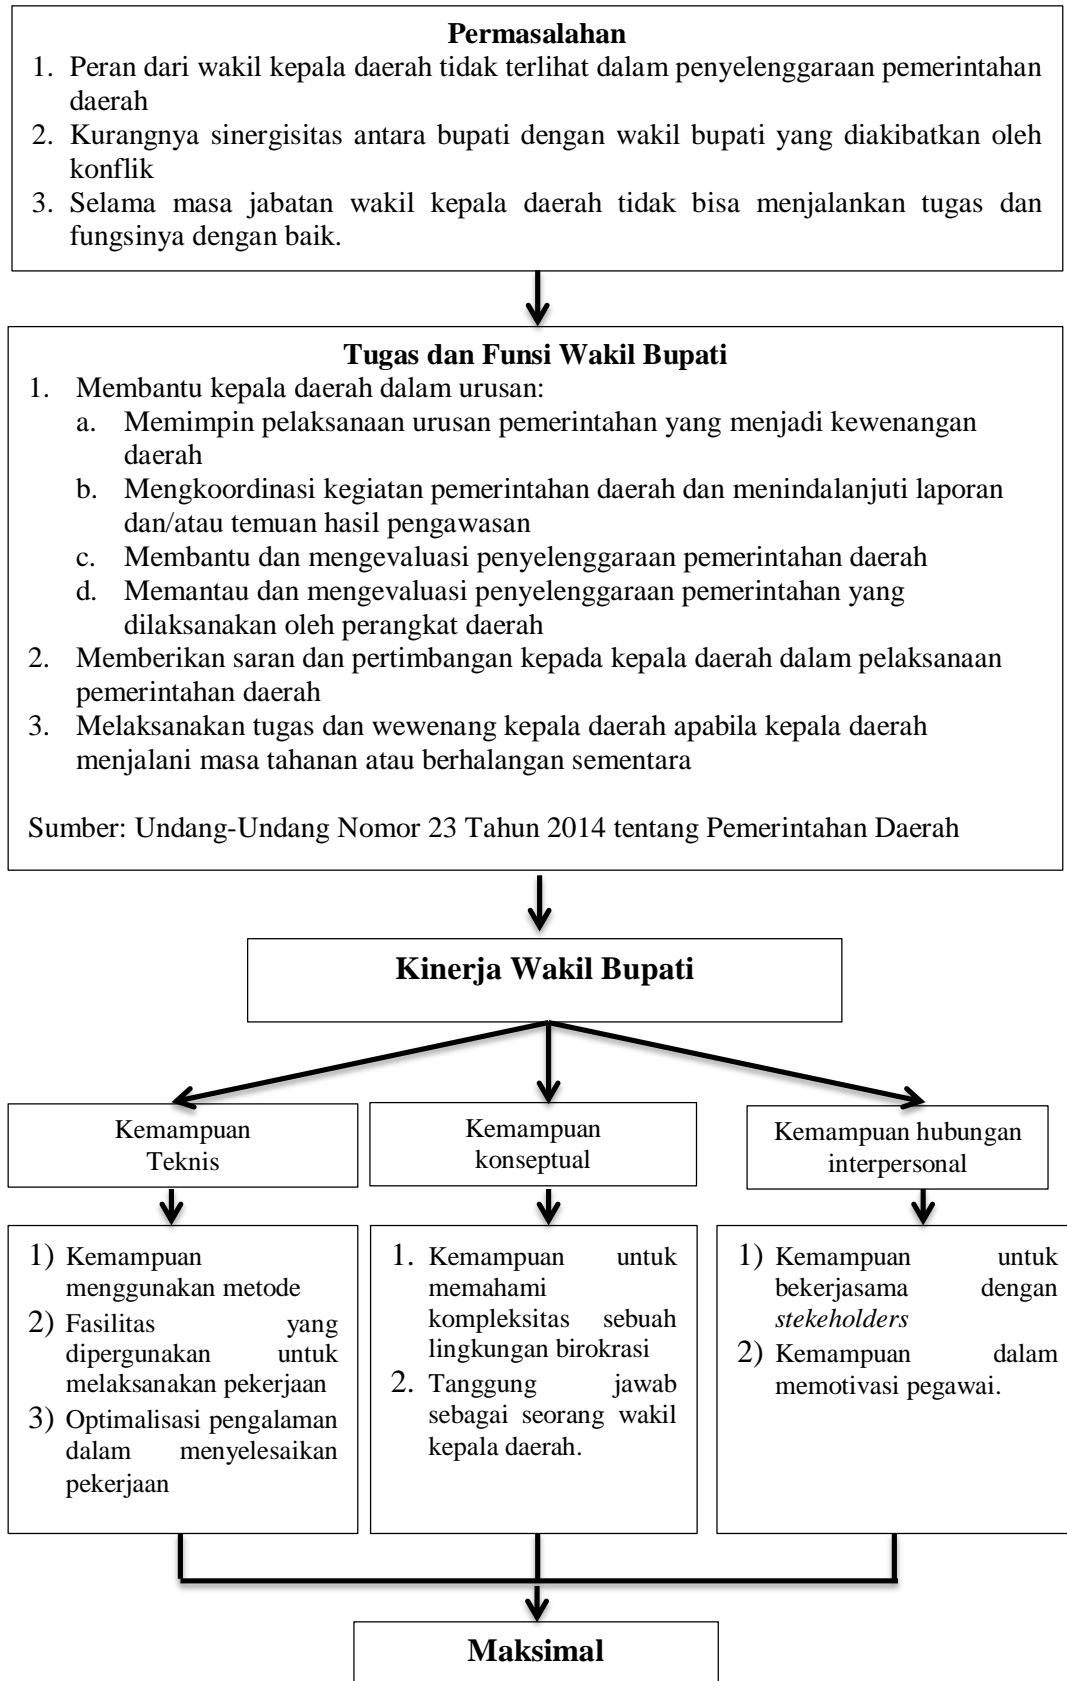 Permasalahan
1. Peran dari wakil kepala daerah tidak terlihat dalam penyelenggaraan pemerintahan
daerah
2. Kurangnya sinergisitas antara bupati dengan wakil bupati yang diakibatkan oleh
konflik
3. Selama masa jabatan wakil kepala daerah tidak bisa menjalankan tugas dan
fungsinya dengan baik.
Tugas dan Funsi Wakil Bupati
1. Membantu kepala daerah dalam urusan:
a. Memimpin pelaksanaan urusan pemerintahan yang menjadi kewenangan
daerah
b. Mengkoordinasi kegiatan pemerintahan daerah dan menindalanjuti laporan
dan/atau temuan hasil pengawasan
c. Membantu dan mengevaluasi penyelenggaraan pemerintahan daerah
d. Memantau dan mengevaluasi penyelenggaraan pemerintahan yang
dilaksanakan oleh perangkat daerah
2. Memberikan saran dan pertimbangan kepada kepala daerah dalam pelaksanaan
pemerintahan daerah
3. Melaksanakan tugas dan wewenang kepala daerah apabila kepala daerah
menjalani masa tahanan atau berhalangan sementara
Sumber: Undang-Undang Nomor 23 Tahun 2014 tentang Pemerintahan Daerah
Kinerja Wakil Bupati
Kemampuan
Teknis
Kemampuan
konseptual
Kemampuan hubungan
interpersonal
1) Kemampuan
menggunakan metode
2) Fasilitas yang
dipergunakan untuk
melaksanakan pekerjaan
3) Optimalisasi pengalaman
dalam menyelesaikan
pekerjaan
1. Kemampuan untuk
memahami
kompleksitas sebuah
lingkungan birokrasi
2. Tanggung jawab
sebagai seorang wakil
kepala daerah.
1) Kemampuan untuk
bekerjasama dengan
stekeholders
2) Kemampuan dalam
memotivasi pegawai.
Maksimal